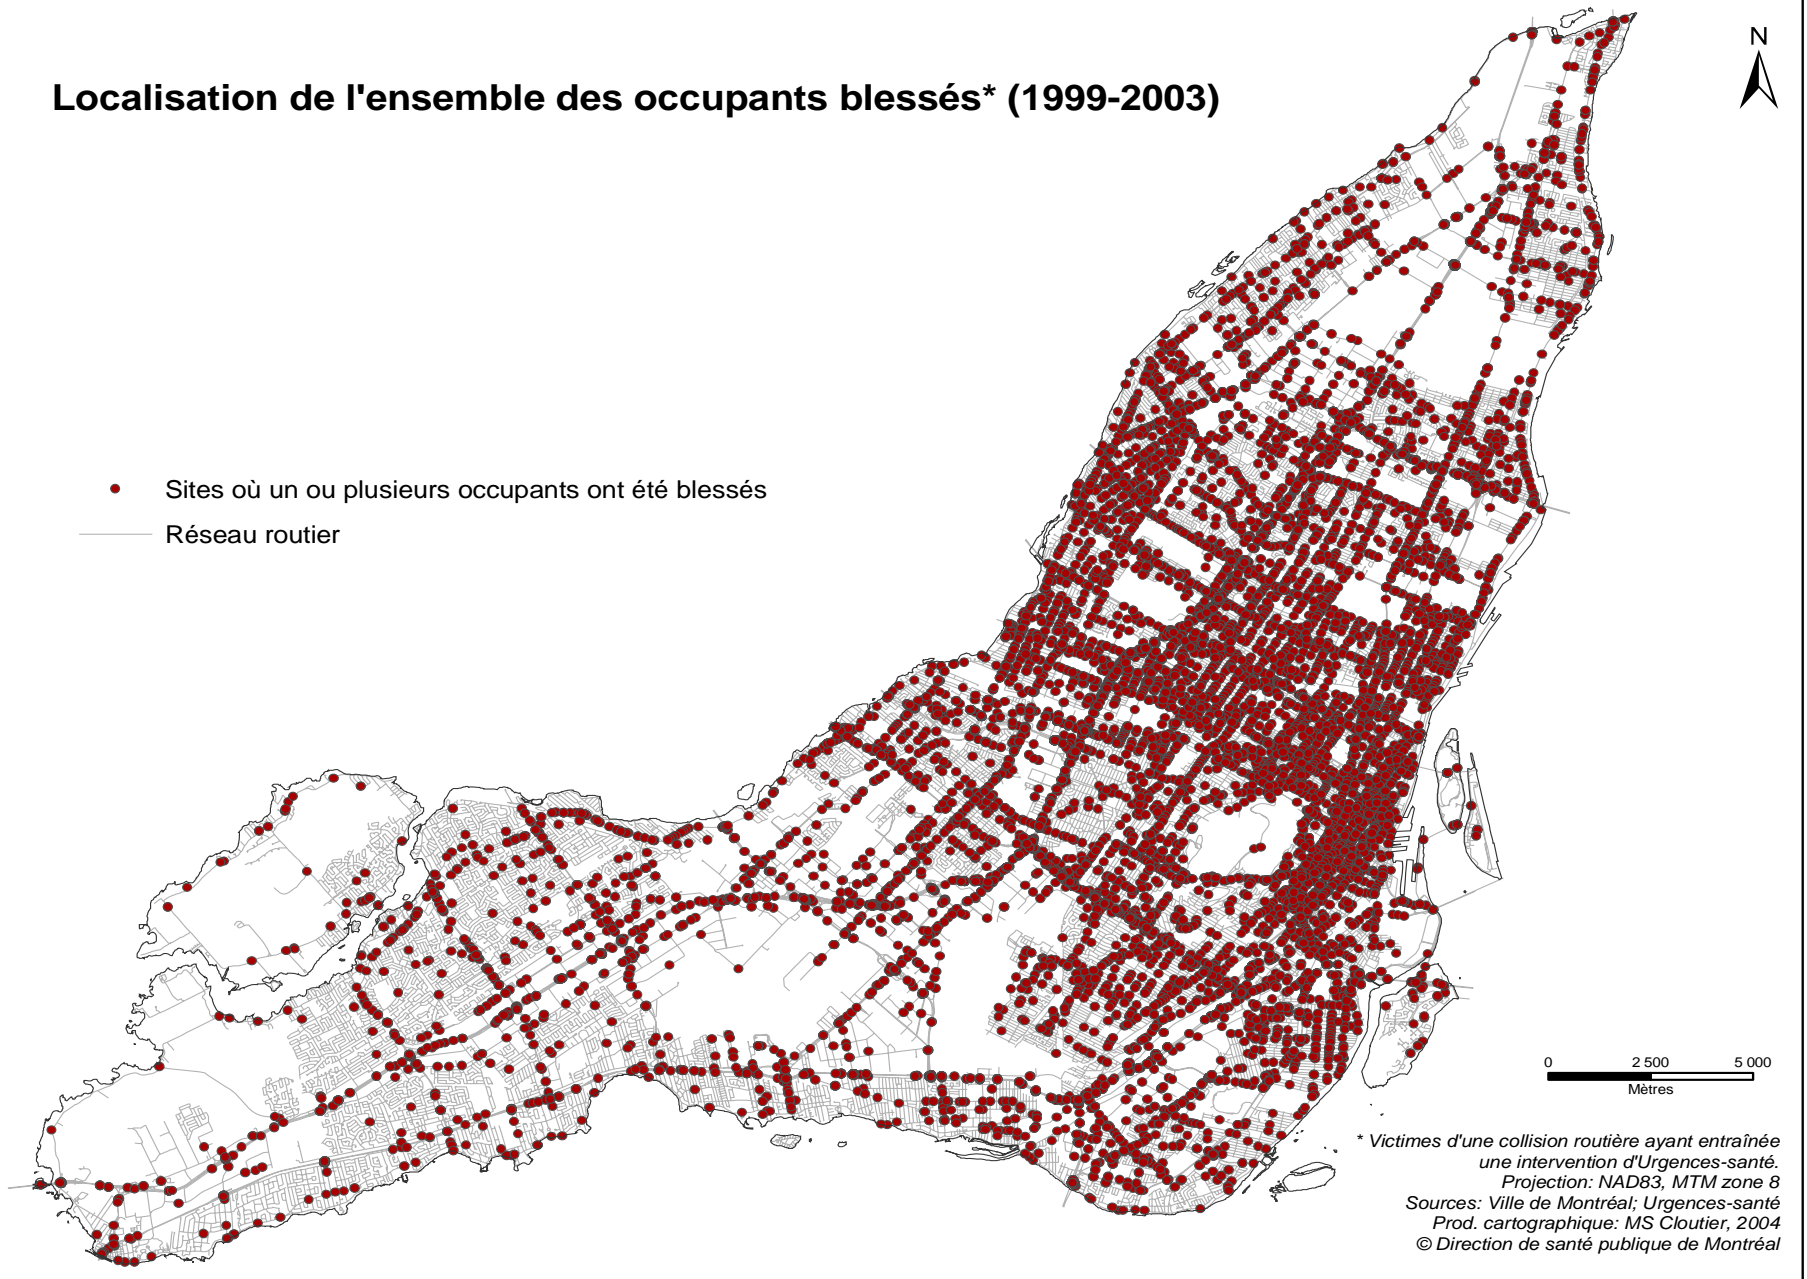 N
Localisation de l'ensemble des occupants blessés* (1999-2003)
Sites où un ou plusieurs occupants ont été blessés
Réseau routier
0 2 500 5 000
Mètres
* Victimes d'une collision routière ayant entraînée
une intervention d'Urgences-santé.
Projection: NAD83, MTM zone 8
Sources: Ville de Montréal; Urgences-santé
Prod. cartographique: MS Cloutier, 2004
© Direction de santé publique de Montréal